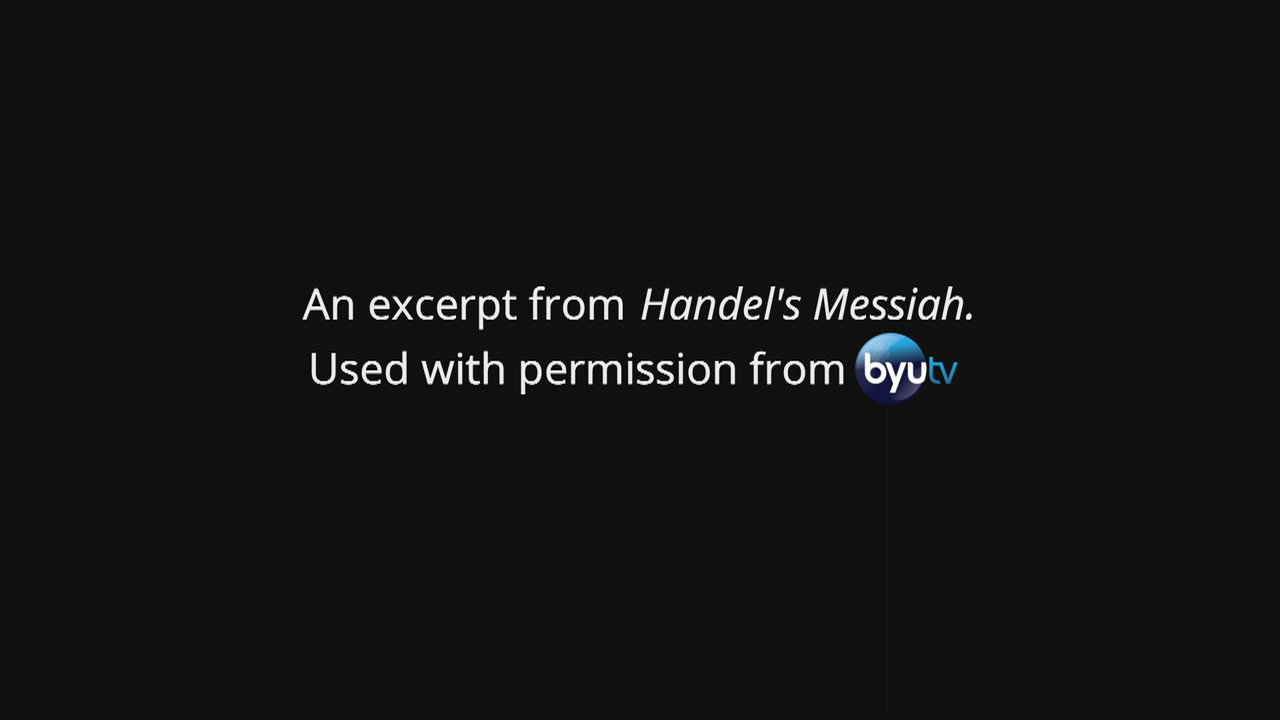 An excerpt from Handel's Messiah.
Used with permission from byutv